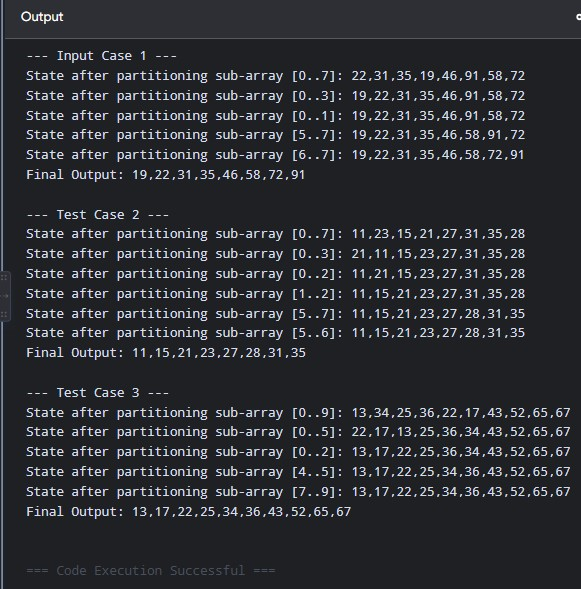 Output
--- Input Case 1 ---
State after partitioning sub-array [0..7]: 22,31,35,19,46,91,58,72
State after partitioning sub-array [0..3]: 19,22,31,35,46,91,58,72
State after partitioning sub-array [0..1]: 19,22,31,35,46,91,58,72
State after partitioning sub-array [5..7]: 19,22,31,35,46,58,91,72
State after partitioning sub-array [6..7]: 19,22,31,35,46,58,72,91
Final Output: 19,22,31,35,46,58,72,91
--- Test Case 2 ---
State after partitioning sub-array [0..7]: 11,23,15,21,27,31,35,28
State after partitioning sub-array [0..3]: 21,11,15,23,27,31,35,28
State after partitioning sub-array [0..2]: 11,21,15,23,27,31,35,28
State after partitioning sub-array [1..2]: 11,15,21,23,27,31,35,28
State after partitioning sub-array [5..7]: 11,15,21,23,27,28,31,35
State after partitioning sub-array [5..6]: 11,15,21,23,27,28,31,35
Final Output: 11,15,21,23,27,28,31,35
--- Test Case 3 ---
State after partitioning sub-array [0..9]: 13,34,25,36,22,17,43,52,65,67
State after partitioning sub-array [0..5]: 22,17,13,25,36,34,43,52,65,67
State after partitioning sub-array [0..2]: 13,17,22,25,36,34,43,52,65,67
State after partitioning sub-array [4..5]: 13,17,22,25,34,36,43,52,65,67
State after partitioning sub-array [7..9]: 13,17,22,25,34,36,43,52,65,67
Final Output: 13,17,22,25,34,36,43,52,65,67
=== Code Execution Successful ===